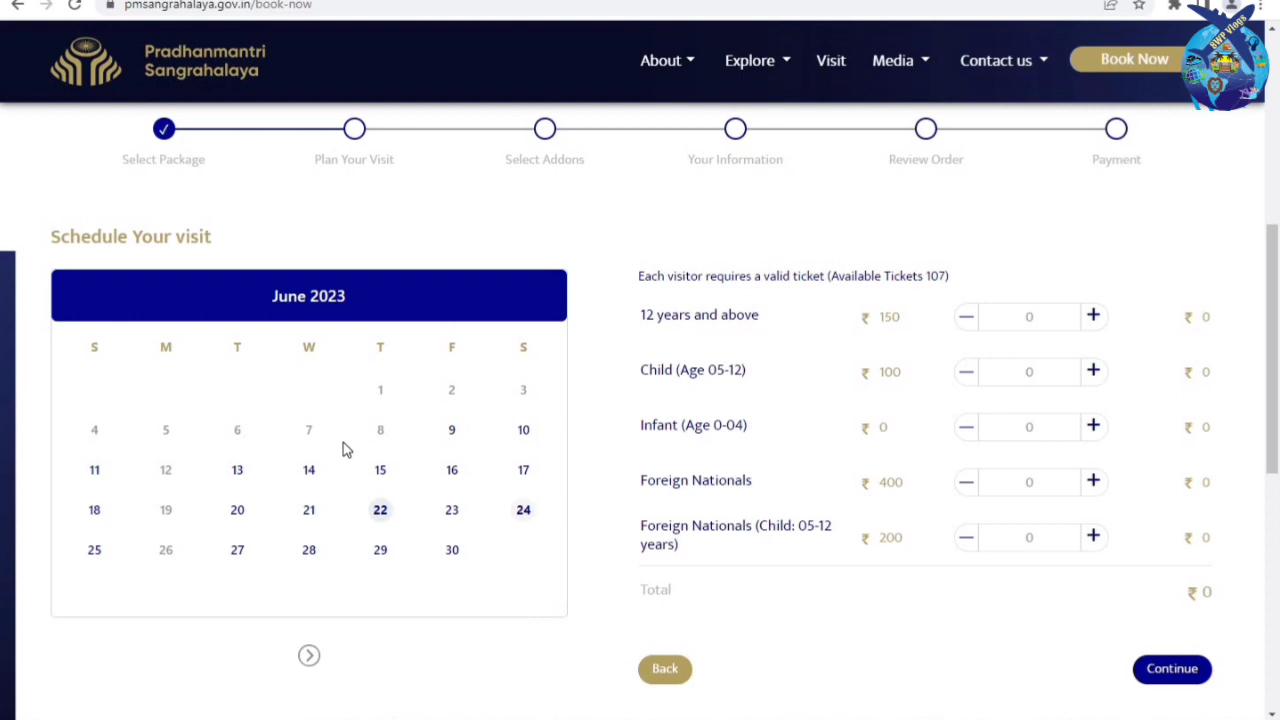 pmsangrahalaya.gov.in/book-now
Pradhanmantri
Sangrahalaya
About
Explore
Visit
Media
Contact us
Book Now
BWP Vlogs
Select Package
Plan Your Visit
Select Addons
Your Information
Review Order
Payment
Schedule Your visit
June 2023
S M T W T F S
1 2 3
4 5 6 7 8 9 10
11 12 13 14 15 16 17
18 19 20 21 22 23 24
25 26 27 28 29 30
Each visitor requires a valid ticket (Available Tickets 107)
12 years and above ₹ 150 — 0 + ₹ 0
Child (Age 05-12) ₹ 100 — 0 + ₹ 0
Infant (Age 0-04) ₹ 0 — 0 + ₹ 0
Foreign Nationals ₹ 400 — 0 + ₹ 0
Foreign Nationals (Child: 05-12
years) ₹ 200 — 0 + ₹ 0
Total ₹ 0
Back
Continue